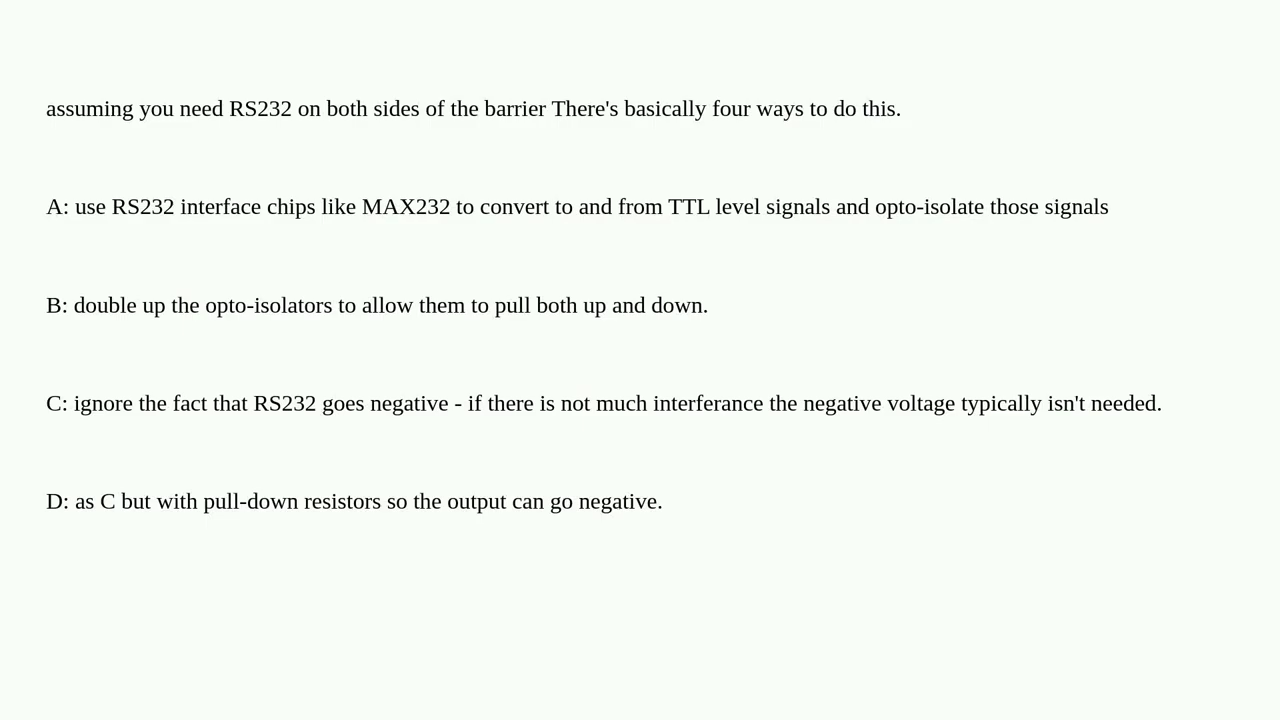 assuming you need RS232 on both sides of the barrier There's basically four ways to do this.
A: use RS232 interface chips like MAX232 to convert to and from TTL level signals and opto-isolate those signals
B: double up the opto-isolators to allow them to pull both up and down.
C: ignore the fact that RS232 goes negative - if there is not much interferance the negative voltage typically isn't needed.
D: as C but with pull-down resistors so the output can go negative.